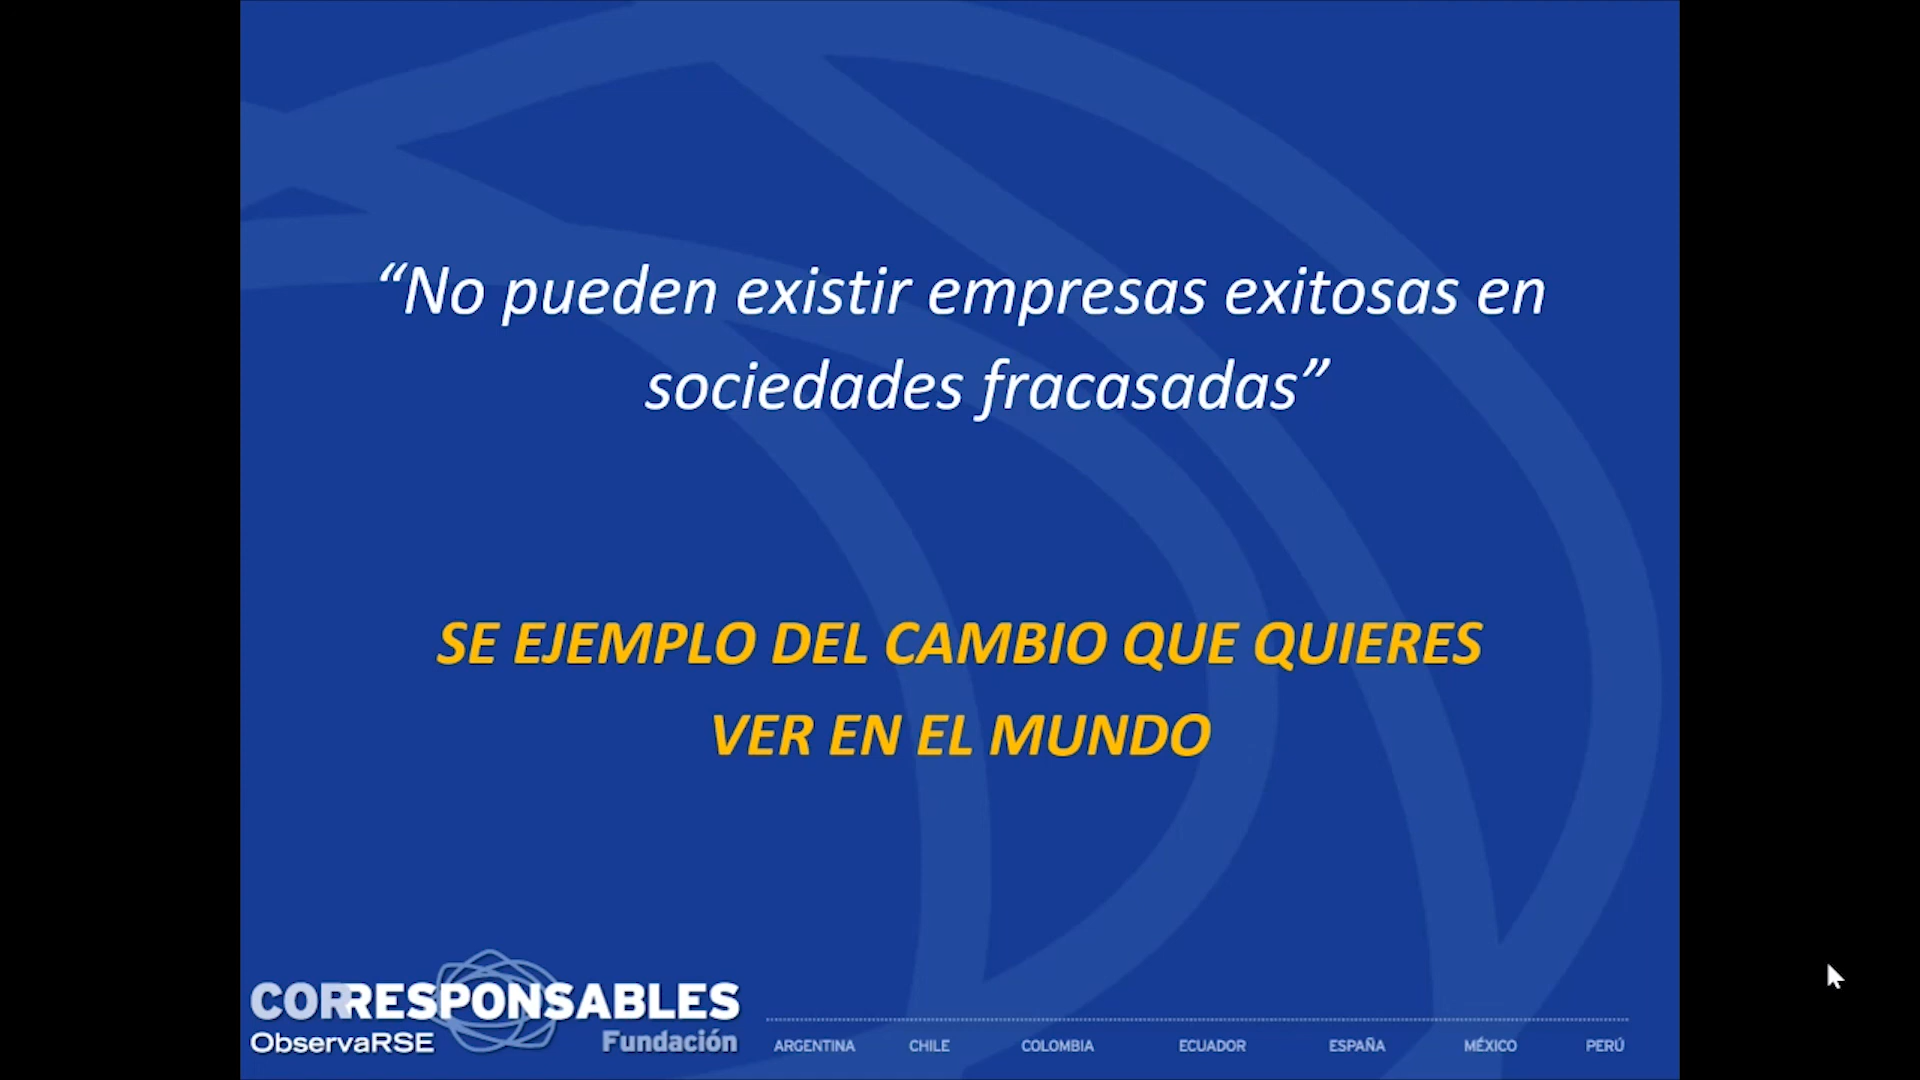 “No pueden existir empresas exitosas en
sociedades fracasadas”
SE EJEMPLO DEL CAMBIO QUE QUIERES
VER EN EL MUNDO
CORRESPONSABLES
ObservaRSE Fundación
ARGENTINA CHILE COLOMBIA ECUADOR ESPAÑA MÉXICO PERÚ